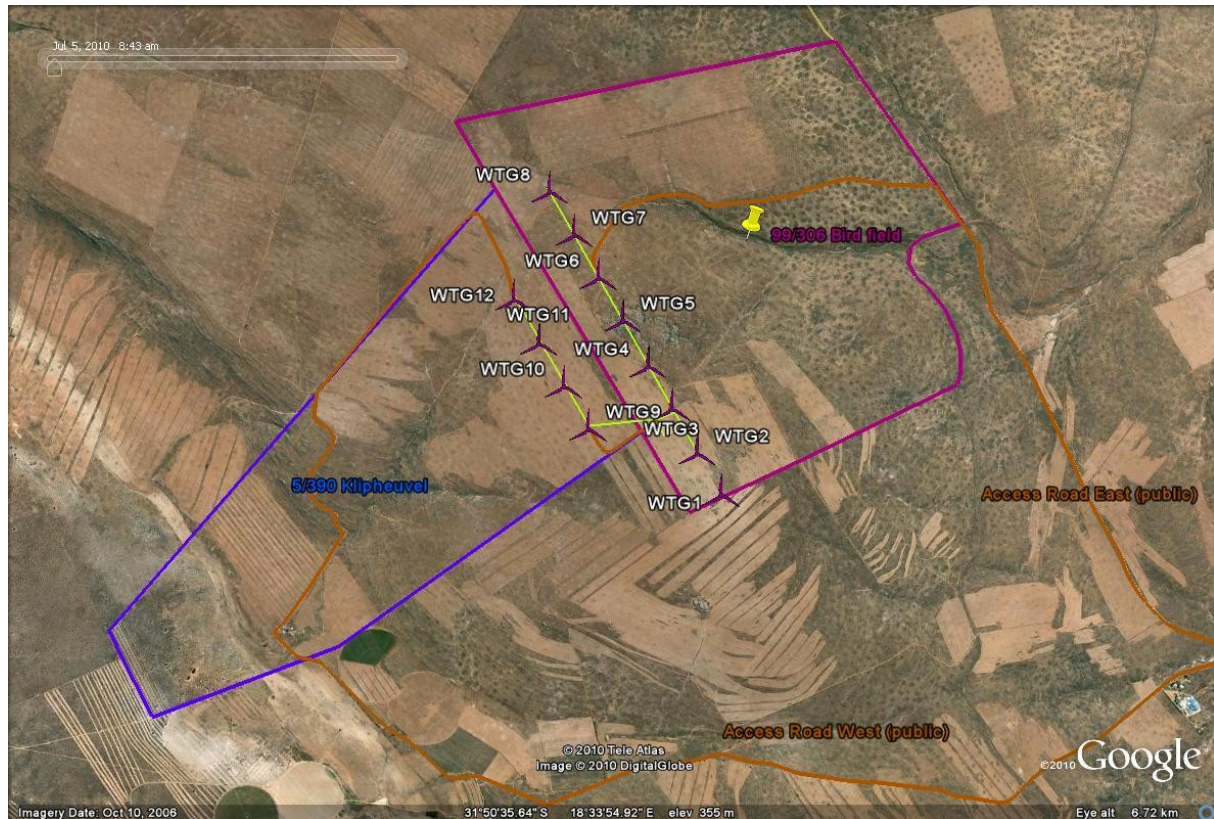 Jul 5, 2010 8:43 am
WTG8
WTG7
99/306 Bird field
WTG6
WTG12
WTG11
WTG5
WTG4
WTG10
WTG9
WTG3
WTG2
5/390 Klipheuvel
WTG1
Access Road East (public)
Access Road West (public)
© 2010 Tele Atlas
Image © 2010 DigitalGlobe
©2010 Google
Imagery Date: Oct 10, 2006
31°50'35.64" S 18°33'54.92" E elev 355 m
Eye alt 6.72 km